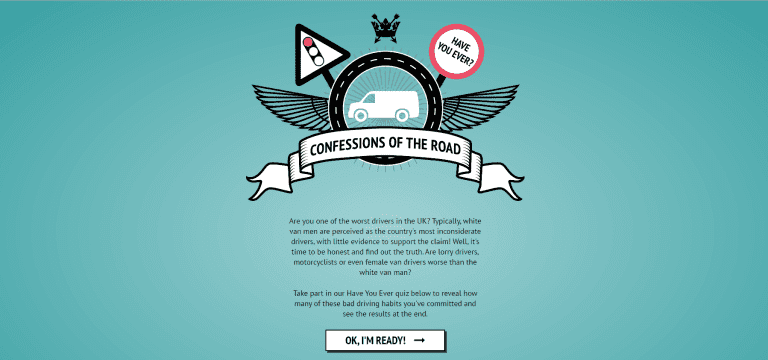 HAVE
YOU EVER?
CONFESSIONS OF THE ROAD
Are you one of the worst drivers in the UK? Typically, white
van men are perceived as the country's most inconsiderate
drivers, with little evidence to support the claim! Well, it's
time to be honest and find out the truth. Are lorry drivers,
motorcyclists or even female van drivers worse than the
white van man?
Take part in our Have You Ever quiz below to reveal how
many of these bad driving habits you've committed and
see the results at the end.
OK, I'M READY!